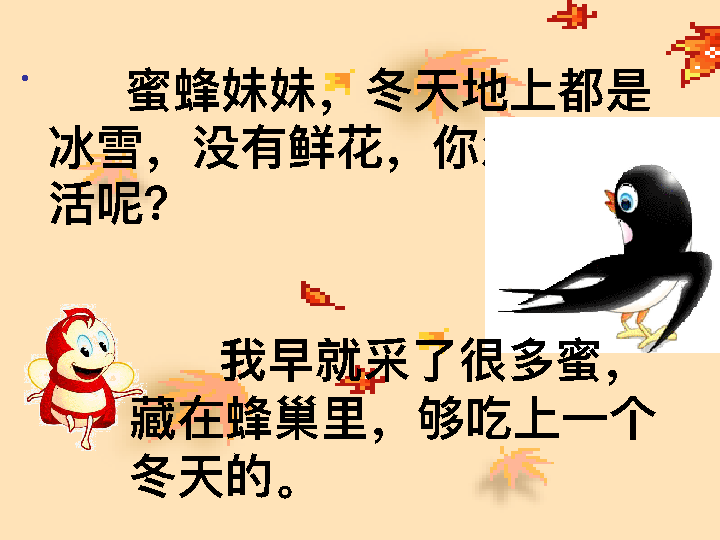 蜜蜂妹妹，冬天地上都是
冰雪，没有鲜花，你
活呢？
我早就采了很多蜜，
藏在蜂巢里，够吃上一个
冬天的。